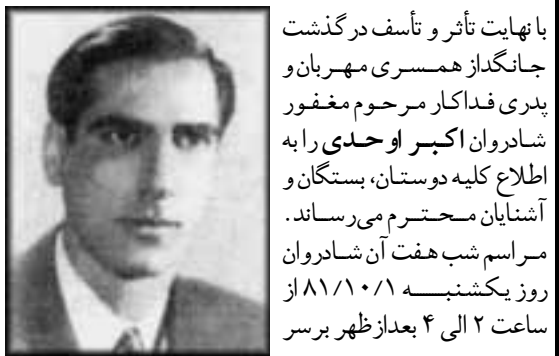 با نهایت تأثر و تأسف درگذشت
جانگداز همسری مهربان و
پدری فداکار مرحوم مغفور
شادروان اکبر اوحدی را به
اطلاع کلیه دوستان، بستگان و
آشنایان محترم می‌رساند.
مراسم شب هفت آن شادروان
روز یکشنبه ۸۱/۱۰/۱ از
ساعت ۲ الی ۴ بعدازظهر برسر